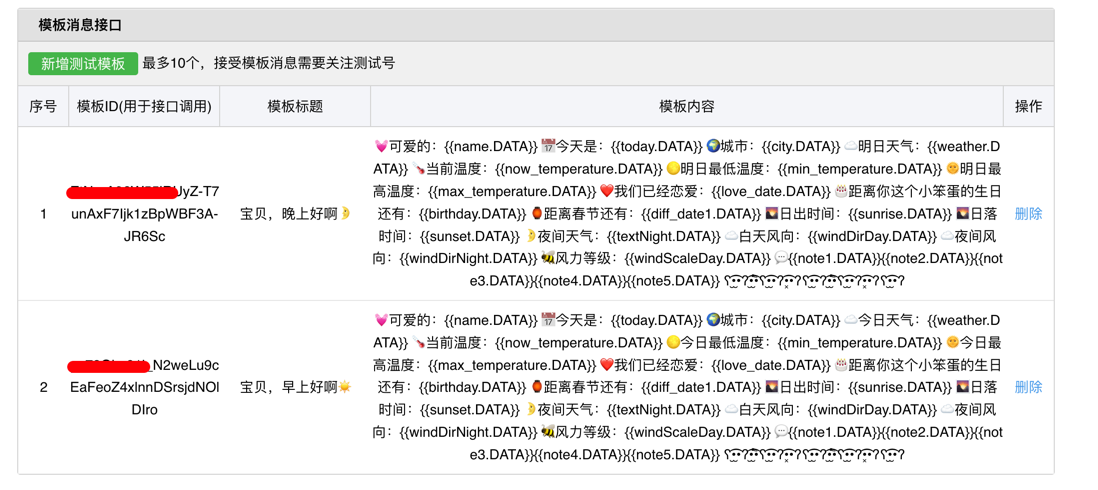 模板消息接口
新增测试模板 最多10个，接受模板消息需要关注测试号
序号 模板ID(用于接口调用) 模板标题 模板内容 操作
💓可爱的：{{name.DATA}} 📅今天是：{{today.DATA}} 🌍城市：{{city.DATA}} ☁️明日天气：{{weather.D
ATA}} 🌡️当前温度：{{now_temperature.DATA}} 🌕明日最低温度：{{min_temperature.DATA}} 🌞明日最
高温度：{{max_temperature.DATA}} ❤️我们已经恋爱：{{love_date.DATA}} 🎂距离你这个小笨蛋的生日
还有：{{birthday.DATA}} 🏮距离春节还有：{{diff_date1.DATA}} 🌄日出时间：{{sunrise.DATA}} 🌄日落
时间：{{sunset.DATA}} 🌛夜间天气：{{textNight.DATA}} ☁️白天风向：{{windDirDay.DATA}} ☁️夜间风
向：{{windDirNight.DATA}} 🐝风力等级：{{windScaleDay.DATA}} 💬{{note1.DATA}}{{note2.DATA}}{{not
e3.DATA}}{{note4.DATA}}{{note5.DATA}}
1
UyZ-T7
unAxF7Ijk1zBpWBF3A-
JR6Sc
宝贝，晚上好啊🌛
删除
💓可爱的：{{name.DATA}} 📅今天是：{{today.DATA}} 🌍城市：{{city.DATA}} ☁️今日天气：{{weather.D
ATA}} 🌡️当前温度：{{now_temperature.DATA}} 🌕今日最低温度：{{min_temperature.DATA}} 🌞今日最
高温度：{{max_temperature.DATA}} ❤️我们已经恋爱：{{love_date.DATA}} 🎂距离你这个小笨蛋的生日
还有：{{birthday.DATA}} 🏮距离春节还有：{{diff_date1.DATA}} 🌄日出时间：{{sunrise.DATA}} 🌄日落
时间：{{sunset.DATA}} 🌛夜间天气：{{textNight.DATA}} ☁️白天风向：{{windDirDay.DATA}} ☁️夜间风
向：{{windDirNight.DATA}} 🐝风力等级：{{windScaleDay.DATA}} 💬{{note1.DATA}}{{note2.DATA}}{{not
e3.DATA}}{{note4.DATA}}{{note5.DATA}}
2
_N2weLu9c
EaFeoZ4xlnnDSrsjdNOl
DIro
宝贝，早上好啊☀️
删除